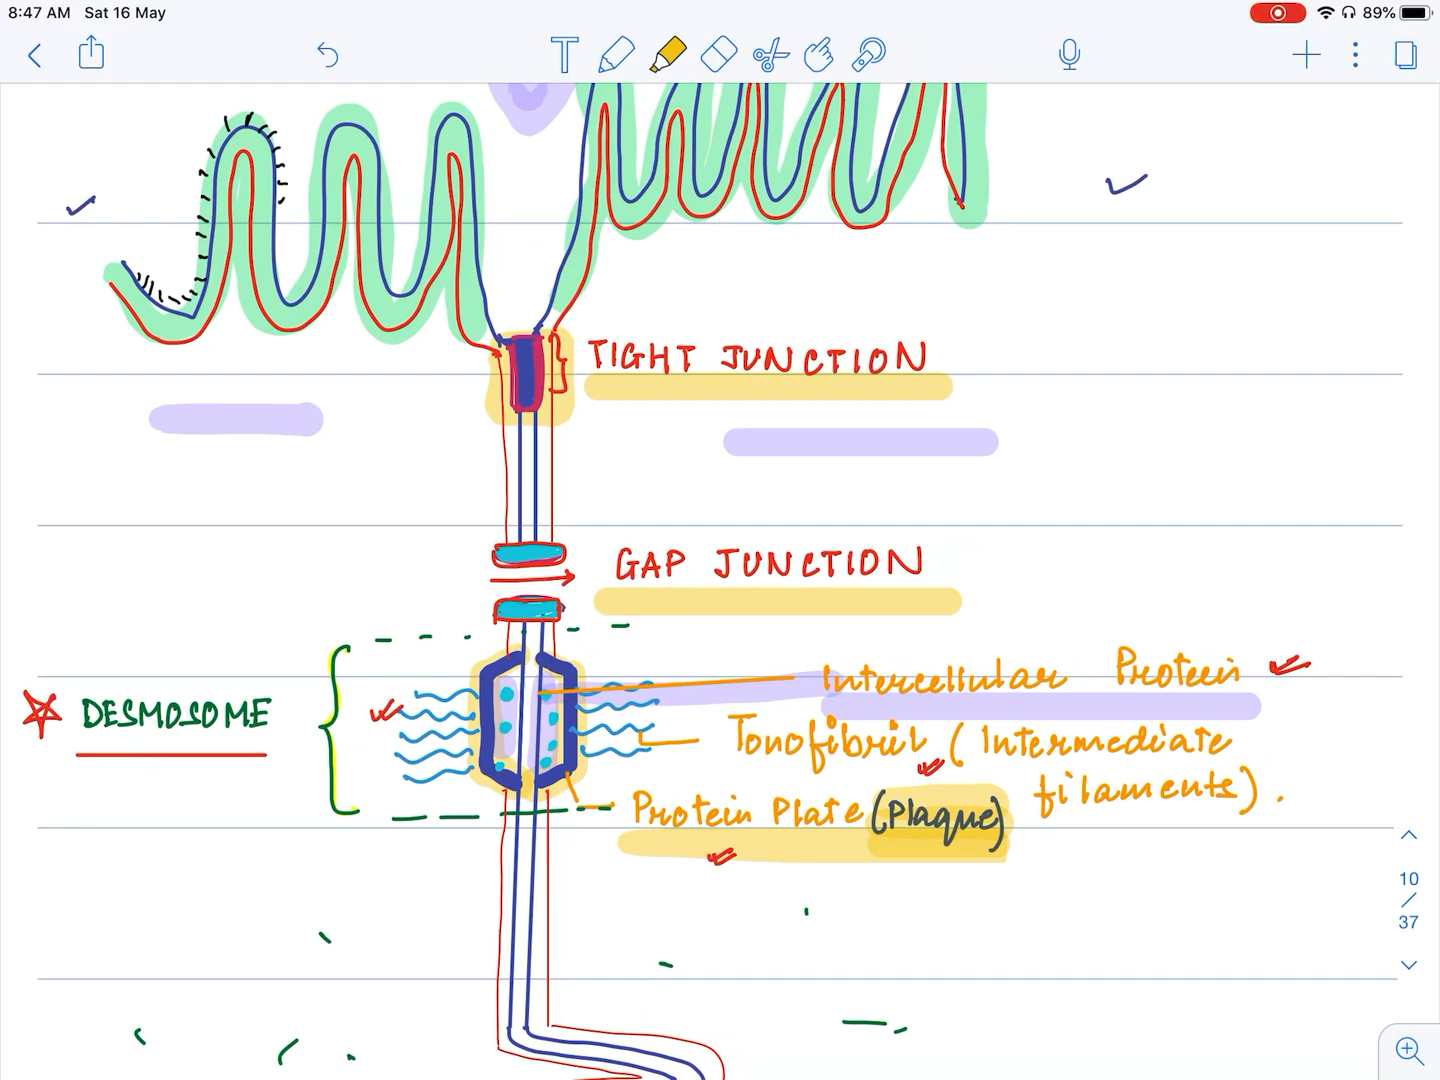 8:47 AM Sat 16 May
89%
TIGHT JUNCTION
GAP JUNCTION
Intercellular Protein
DESMOSOME
Tonofibril (Intermediate
filaments).
Protein Plate (Plaque)
10
/
37